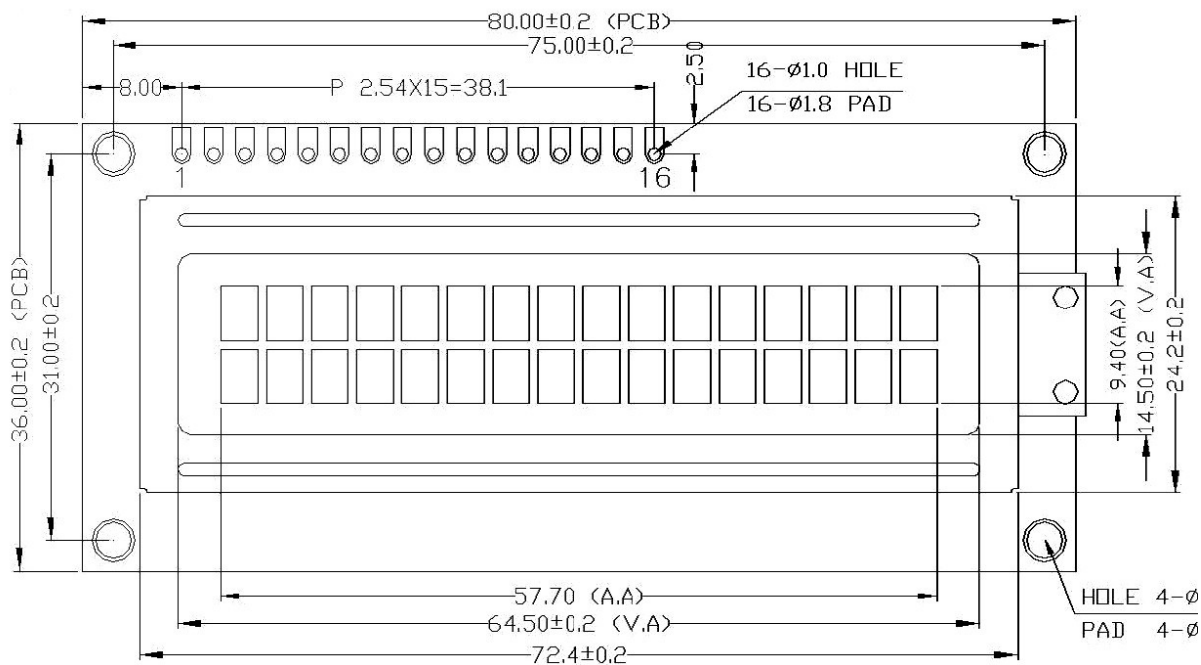 80.00±0.2 (PCB)
75.00±0.2
8.00
P 2.54X15=38.1
2.50
16-ø1.0 HOLE
16-ø1.8 PAD
1
16
36.00±0.2 (PCB)
31.00±0.2
9.40(A.A)
14.50±0.2 (V.A)
24.2±0.2
57.70 (A.A)
64.50±0.2 (V.A)
72.4±0.2
HOLE 4-ø
PAD 4-ø